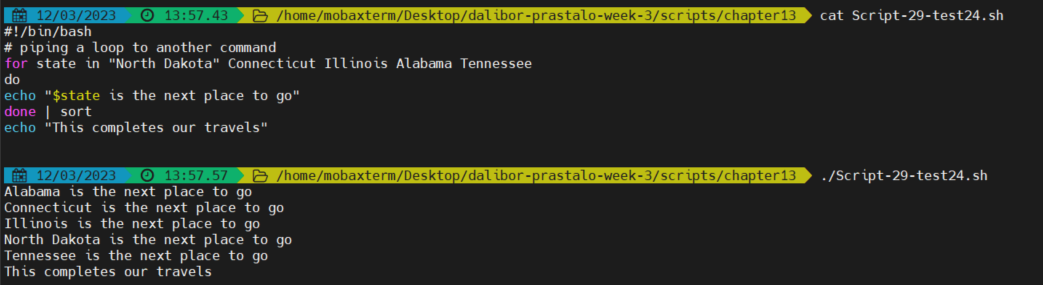 12/03/2023 13:57.43 /home/mobaxterm/Desktop/dalibor-prastalo-week-3/scripts/chapter13 cat Script-29-test24.sh
#!/bin/bash
# piping a loop to another command
for state in "North Dakota" Connecticut Illinois Alabama Tennessee
do
echo "$state is the next place to go"
done | sort
echo "This completes our travels"
12/03/2023 13:57.57 /home/mobaxterm/Desktop/dalibor-prastalo-week-3/scripts/chapter13 ./Script-29-test24.sh
Alabama is the next place to go
Connecticut is the next place to go
Illinois is the next place to go
North Dakota is the next place to go
Tennessee is the next place to go
This completes our travels